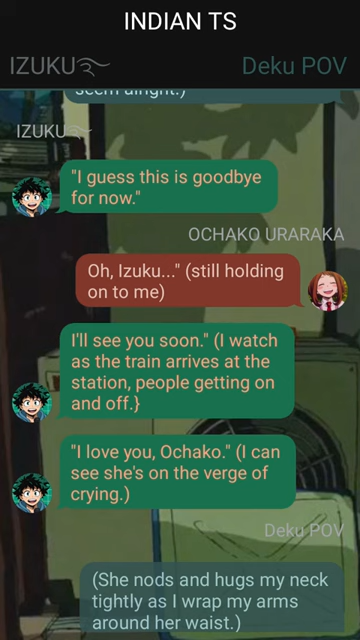 INDIAN TS
IZUKU
Deku POV
seem alright.)
IZUKU
"I guess this is goodbye
for now."
OCHAKO URARAKA
Oh, Izuku..." (still holding
on to me)
I'll see you soon." (I watch
as the train arrives at the
station, people getting on
and off.}
"I love you, Ochako." (I can
see she's on the verge of
crying.)
Deku POV
(She nods and hugs my neck
tightly as I wrap my arms
around her waist.)